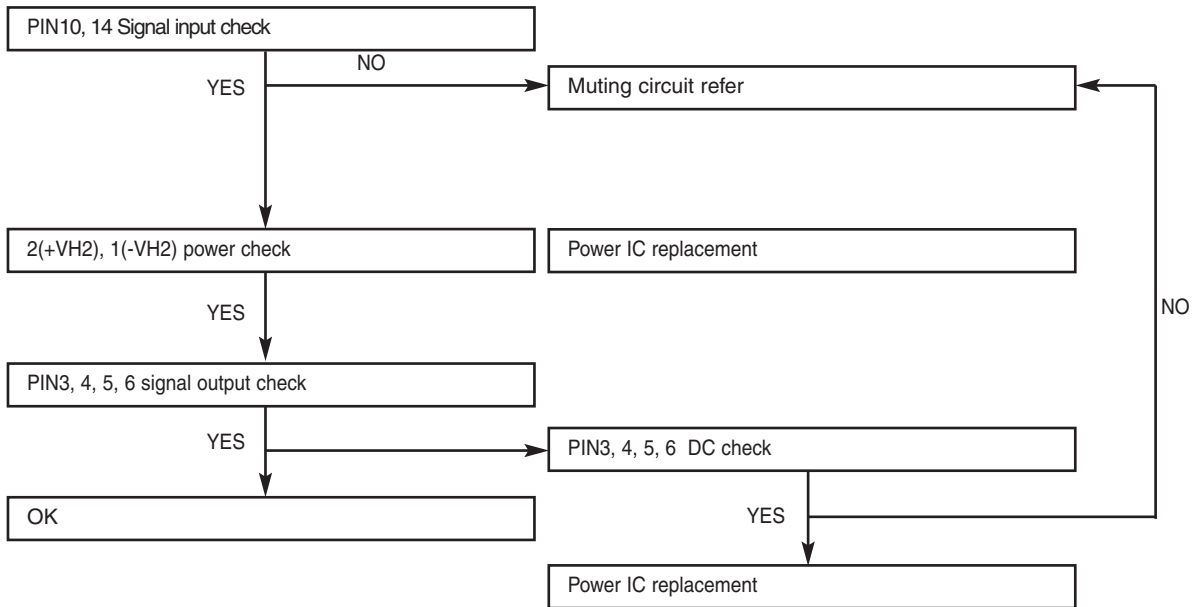 PIN10, 14 Signal input check
NO
YES
Muting circuit refer
2(+VH2), 1(-VH2) power check
Power IC replacement
NO
YES
PIN3, 4, 5, 6 signal output check
YES
PIN3, 4, 5, 6 DC check
OK
YES
Power IC replacement